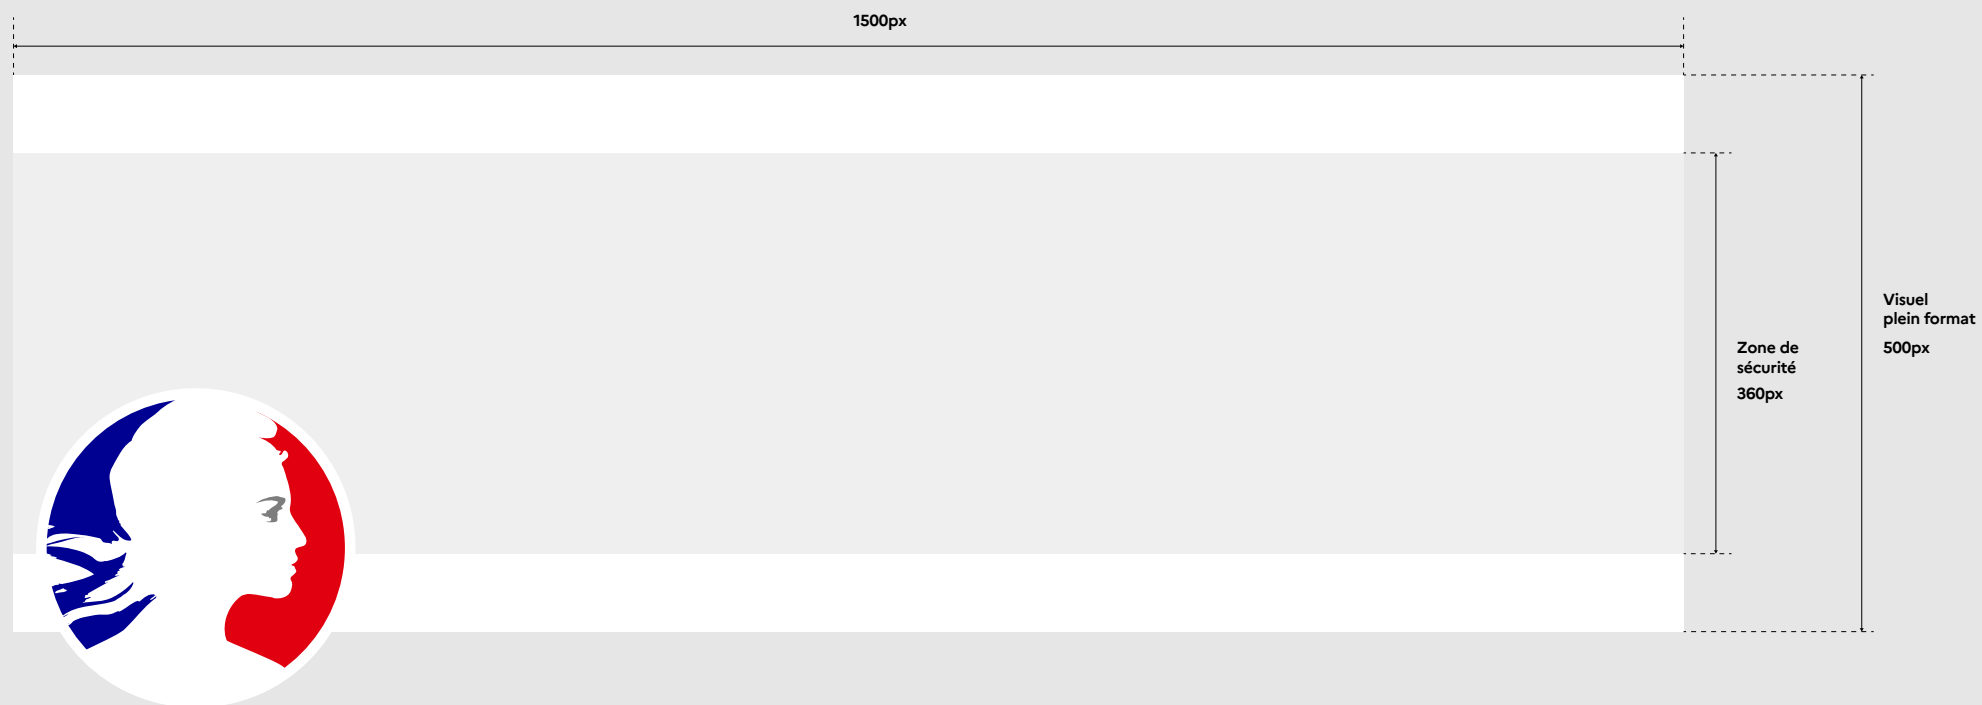 1500px
Visuel
plein format
500px
Zone de
sécurité
360px